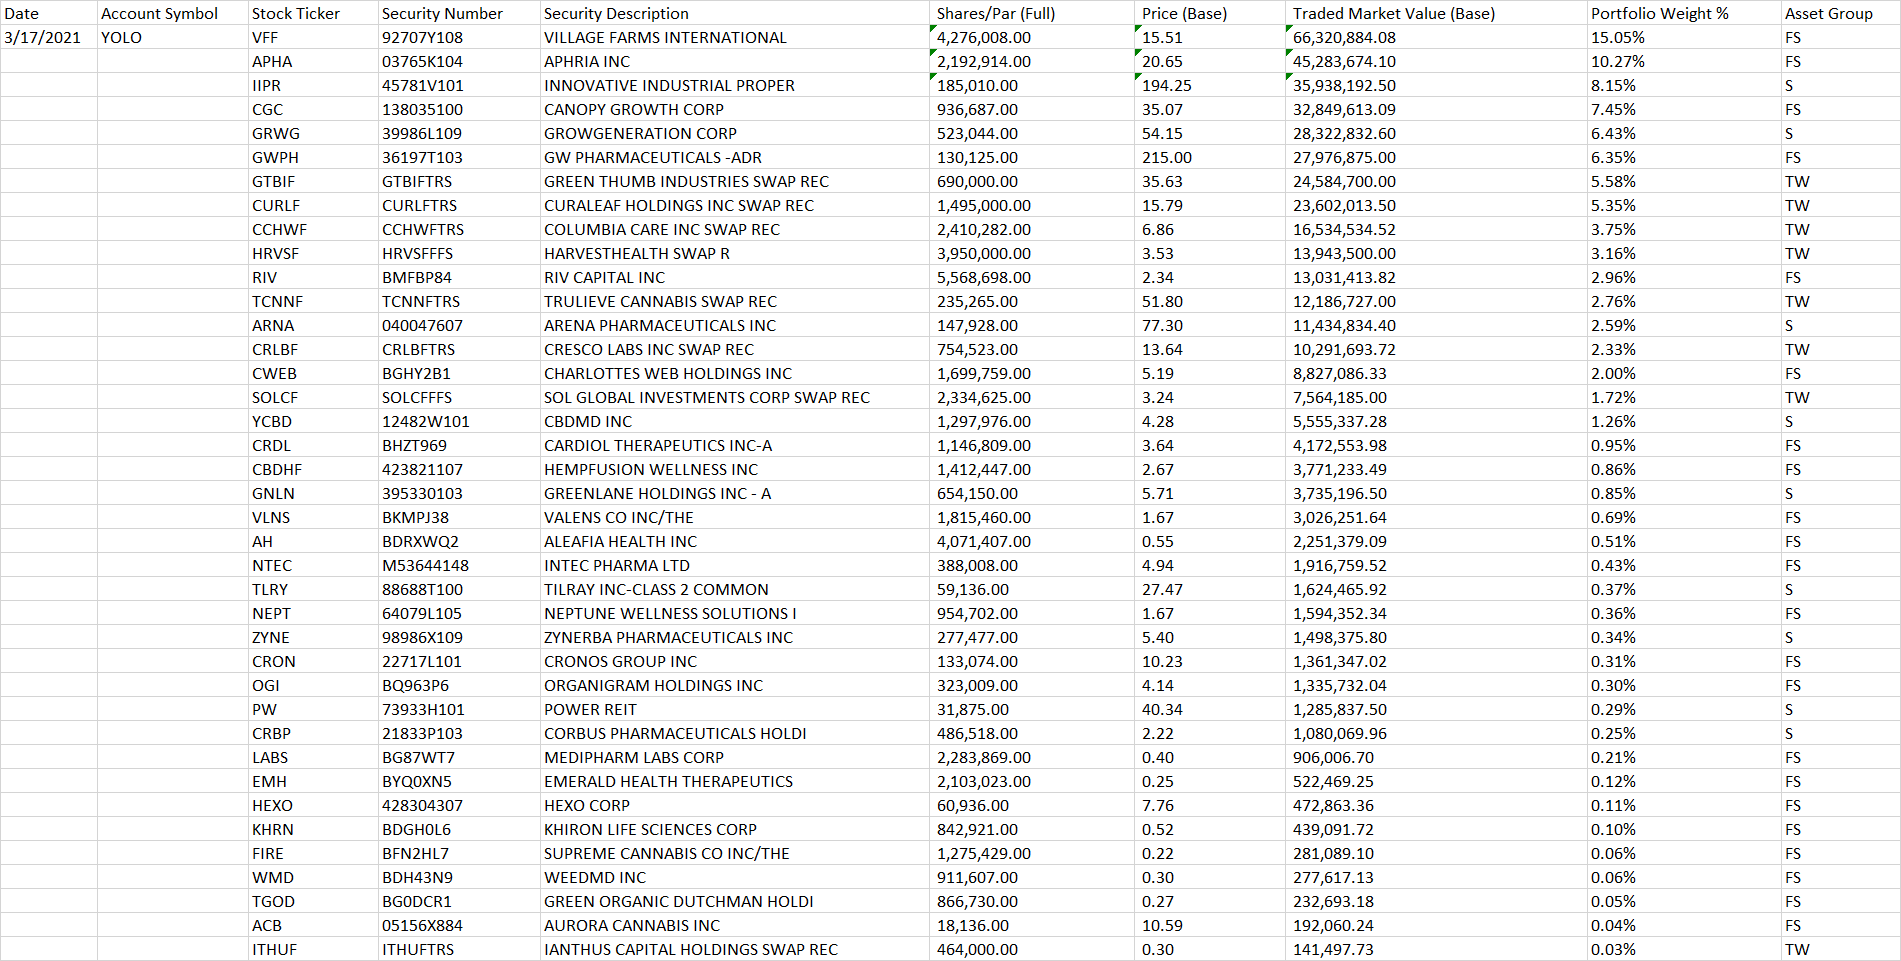 Date Account Symbol Stock Ticker Security Number Security Description Shares/Par (Full) Price (Base) Traded Market Value (Base) Portfolio Weight % Asset Group
3/17/2021 YOLO VFF 92707Y108 VILLAGE FARMS INTERNATIONAL 4,276,008.00 15.51 66,320,884.08 15.05% FS
APHA 03765K104 APHRIA INC 2,192,914.00 20.65 45,283,674.10 10.27% FS
IIPR 45781V101 INNOVATIVE INDUSTRIAL PROPER 185,010.00 194.25 35,938,192.50 8.15% S
CGC 138035100 CANOPY GROWTH CORP 936,687.00 35.07 32,849,613.09 7.45% FS
GRWG 39986L109 GROWGENERATION CORP 523,044.00 54.15 28,322,832.60 6.43% S
GWPH 36197T103 GW PHARMACEUTICALS -ADR 130,125.00 215.00 27,976,875.00 6.35% FS
GTBIF GTBIFTRS GREEN THUMB INDUSTRIES SWAP REC 690,000.00 35.63 24,584,700.00 5.58% TW
CURLF CURLFTRS CURALEAF HOLDINGS INC SWAP REC 1,495,000.00 15.79 23,602,013.50 5.35% TW
CCHWF CCHWFTRS COLUMBIA CARE INC SWAP REC 2,410,282.00 6.86 16,534,534.52 3.75% TW
HRVSF HRVSFFFS HARVESTHEALTH SWAP R 3,950,000.00 3.53 13,943,500.00 3.16% TW
RIV BMFBP84 RIV CAPITAL INC 5,568,698.00 2.34 13,031,413.82 2.96% FS
TCNNF TCNNFTRS TRULIEVE CANNABIS SWAP REC 235,265.00 51.80 12,186,727.00 2.76% TW
ARNA 040047607 ARENA PHARMACEUTICALS INC 147,928.00 77.30 11,434,834.40 2.59% S
CRLBF CRLBFTRS CRESCO LABS INC SWAP REC 754,523.00 13.64 10,291,693.72 2.33% TW
CWEB BGHY2B1 CHARLOTTES WEB HOLDINGS INC 1,699,759.00 5.19 8,827,086.33 2.00% FS
SOLCF SOLCFFFS SOL GLOBAL INVESTMENTS CORP SWAP REC 2,334,625.00 3.24 7,564,185.00 1.72% TW
YCBD 12482W101 CBDMD INC 1,297,976.00 4.28 5,555,337.28 1.26% S
CRDL BHZT969 CARDIOL THERAPEUTICS INC-A 1,146,809.00 3.64 4,172,553.98 0.95% FS
CBDHF 423821107 HEMPFUSION WELLNESS INC 1,412,447.00 2.67 3,771,233.49 0.86% FS
GNLN 395330103 GREENLANE HOLDINGS INC - A 654,150.00 5.71 3,735,196.50 0.85% S
VLNS BKMPJ38 VALENS CO INC/THE 1,815,460.00 1.67 3,026,251.64 0.69% FS
AH BDRXWQ2 ALEAFIA HEALTH INC 4,071,407.00 0.55 2,251,379.09 0.51% FS
NTEC M53644148 INTEC PHARMA LTD 388,008.00 4.94 1,916,759.52 0.43% FS
TLRY 88688T100 TILRAY INC-CLASS 2 COMMON 59,136.00 27.47 1,624,465.92 0.37% S
NEPT 64079L105 NEPTUNE WELLNESS SOLUTIONS I 954,702.00 1.67 1,594,352.34 0.36% FS
ZYNE 98986X109 ZYNERBA PHARMACEUTICALS INC 277,477.00 5.40 1,498,375.80 0.34% S
CRON 22717L101 CRONOS GROUP INC 133,074.00 10.23 1,361,347.02 0.31% FS
OGI BQ963P6 ORGANIGRAM HOLDINGS INC 323,009.00 4.14 1,335,732.04 0.30% FS
PW 73933H101 POWER REIT 31,875.00 40.34 1,285,837.50 0.29% S
CRBP 21833P103 CORBUS PHARMACEUTICALS HOLDI 486,518.00 2.22 1,080,069.96 0.25% S
LABS BG87WT7 MEDIPHARM LABS CORP 2,283,869.00 0.40 906,006.70 0.21% FS
EMH BYQ0XN5 EMERALD HEALTH THERAPEUTICS 2,103,023.00 0.25 522,469.25 0.12% FS
HEXO 428304307 HEXO CORP 60,936.00 7.76 472,863.36 0.11% FS
KHRN BDGH0L6 KHIRON LIFE SCIENCES CORP 842,921.00 0.52 439,091.72 0.10% FS
FIRE BFN2HL7 SUPREME CANNABIS CO INC/THE 1,275,429.00 0.22 281,089.10 0.06% FS
WMD BDH43N9 WEEDMD INC 911,607.00 0.30 277,617.13 0.06% FS
TGOD BG0DCR1 GREEN ORGANIC DUTCHMAN HOLDI 866,730.00 0.27 232,693.18 0.05% FS
ACB 05156X884 AURORA CANNABIS INC 18,136.00 10.59 192,060.24 0.04% FS
ITHUF ITHUFTRS IANTHUS CAPITAL HOLDINGS SWAP REC 464,000.00 0.30 141,497.73 0.03% TW